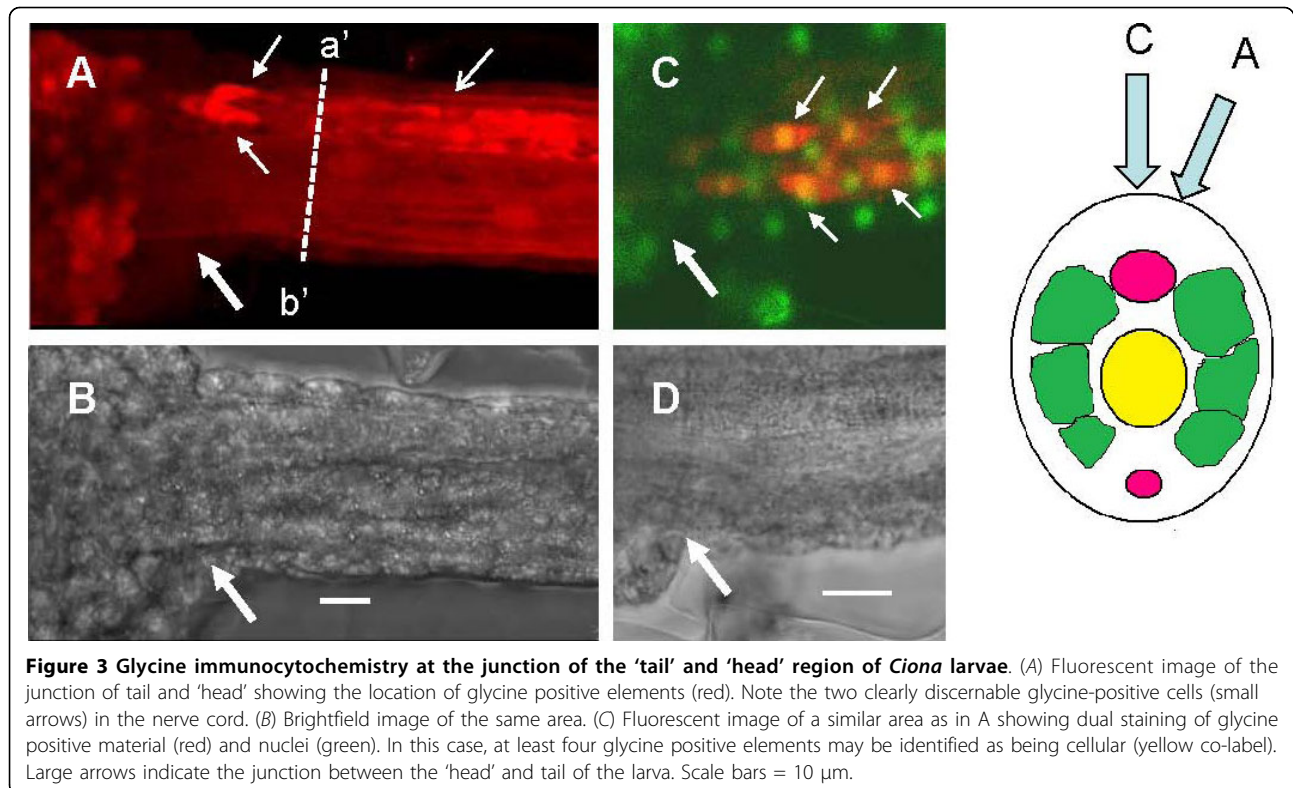 A
a'
b'
C
B
D
C
A
Figure 3 Glycine immunocytochemistry at the junction of the ‘tail’ and ‘head’ region of Ciona larvae. (A) Fluorescent image of the
junction of tail and ‘head’ showing the location of glycine positive elements (red). Note the two clearly discernable glycine-positive cells (small
arrows) in the nerve cord. (B) Brightfield image of the same area. (C) Fluorescent image of a similar area as in A showing dual staining of glycine
positive material (red) and nuclei (green). In this case, at least four glycine positive elements may be identified as being cellular (yellow co-label).
Large arrows indicate the junction between the ‘head’ and tail of the larva. Scale bars = 10 μm.